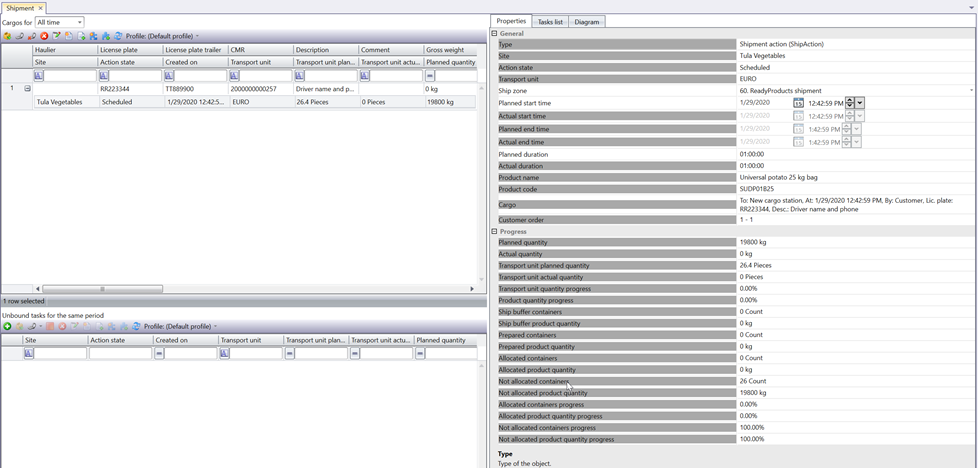 Shipment
Cargos for All time
Profile: (Default profile)
Haulier License plate License plate trailer CMR Description Comment Gross weight
Site Action state Created on Transport unit Transport unit plan... Transport unit actu... Planned quantity
1 RR223344 TT889900 2000000000257 Driver name and p... 0 kg
Tula Vegetables Scheduled 1/29/2020 12:42:5... EURO 26.4 Pieces 0 Pieces 19800 kg
1 row selected
Unbound tasks for the same period
Profile: (Default profile)
Site Action state Created on Transport unit Transport unit plan... Transport unit actu... Planned quantity
Properties Tasks list Diagram
General
Type Shipment action (ShipAction)
Site Tula Vegetables
Action state Scheduled
Transport unit EURO
Ship zone 60. ReadyProducts shipment
Planned start time 1/29/2020 15 12:42:59 PM
Actual start time 1/29/2020 15 12:42:59 PM
Planned end time 1/29/2020 15 1:42:59 PM
Actual end time 1/29/2020 15 1:42:59 PM
Planned duration 01:00:00
Actual duration 01:00:00
Product name Universal potato 25 kg bag
Product code SUDP01B25
Cargo To: New cargo station, At: 1/29/2020 12:42:59 PM, By: Customer, Lic. plate:
RR223344, Desc.: Driver name and phone
Customer order 1 - 1
Progress
Planned quantity 19800 kg
Actual quantity 0 kg
Transport unit planned quantity 26.4 Pieces
Transport unit actual quantity 0 Pieces
Transport unit quantity progress 0.00%
Product quantity progress 0.00%
Ship buffer containers 0 Count
Ship buffer product quantity 0 kg
Prepared containers 0 Count
Prepared product quantity 0 kg
Allocated containers 0 Count
Allocated product quantity 0 kg
Not allocated containers 26 Count
Not allocated product quantity 19800 kg
Allocated containers progress 0.00%
Allocated product quantity progress 0.00%
Not allocated containers progress 100.00%
Not allocated product quantity progress 100.00%
Type
Type of the object.